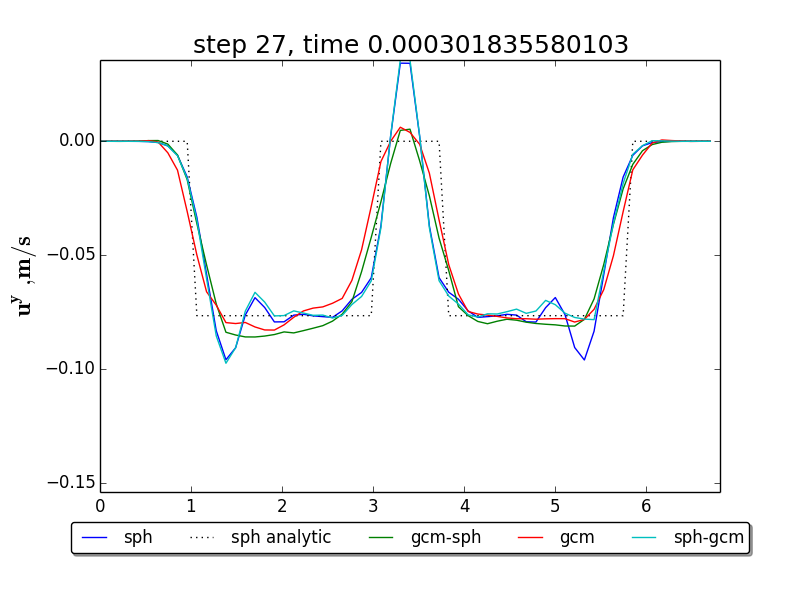 step 27, time 0.000301835580103
0.00
−0.05
−0.10
−0.15
u^y ,m/s
0 1 2 3 4 5 6
sph sph analytic gcm-sph gcm sph-gcm